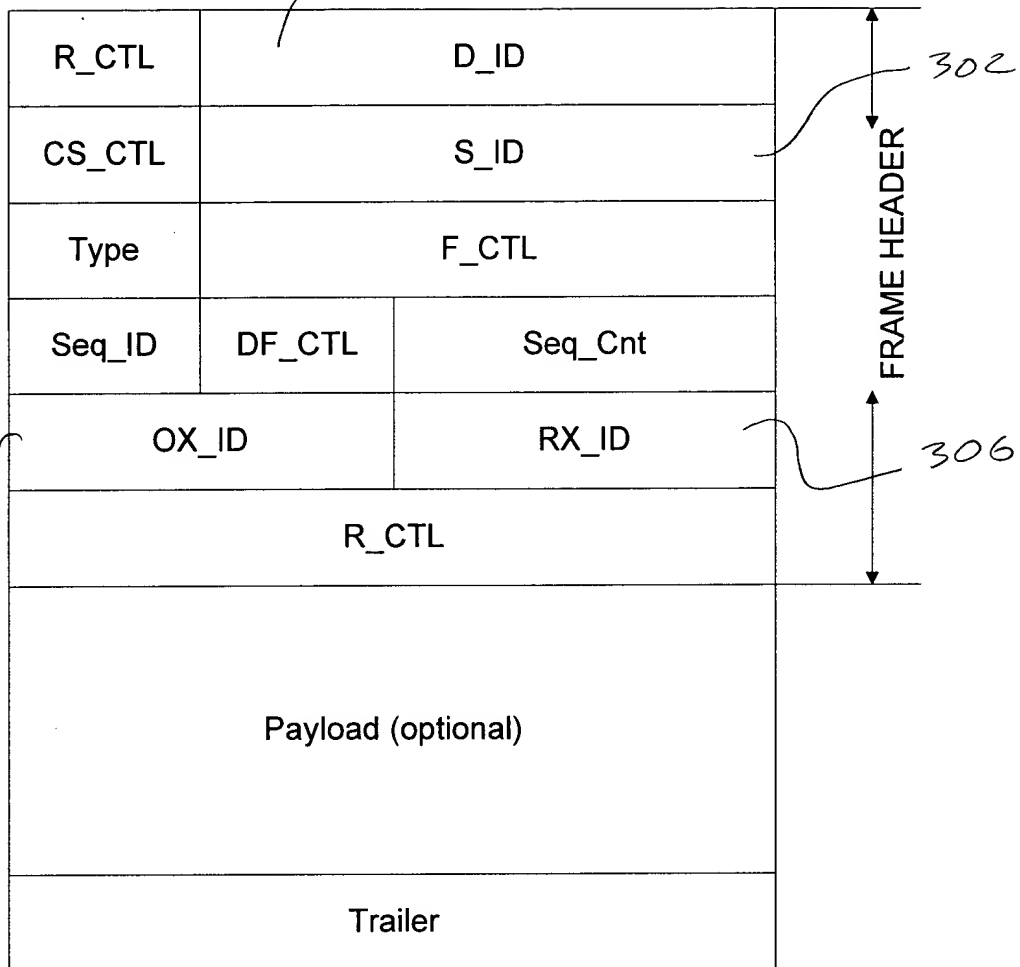 R_CTL D_ID
302
CS_CTL S_ID
FRAME HEADER
Type F_CTL
Seq_ID DF_CTL Seq_Cnt
OX_ID RX_ID
306
R_CTL
Payload (optional)
Trailer